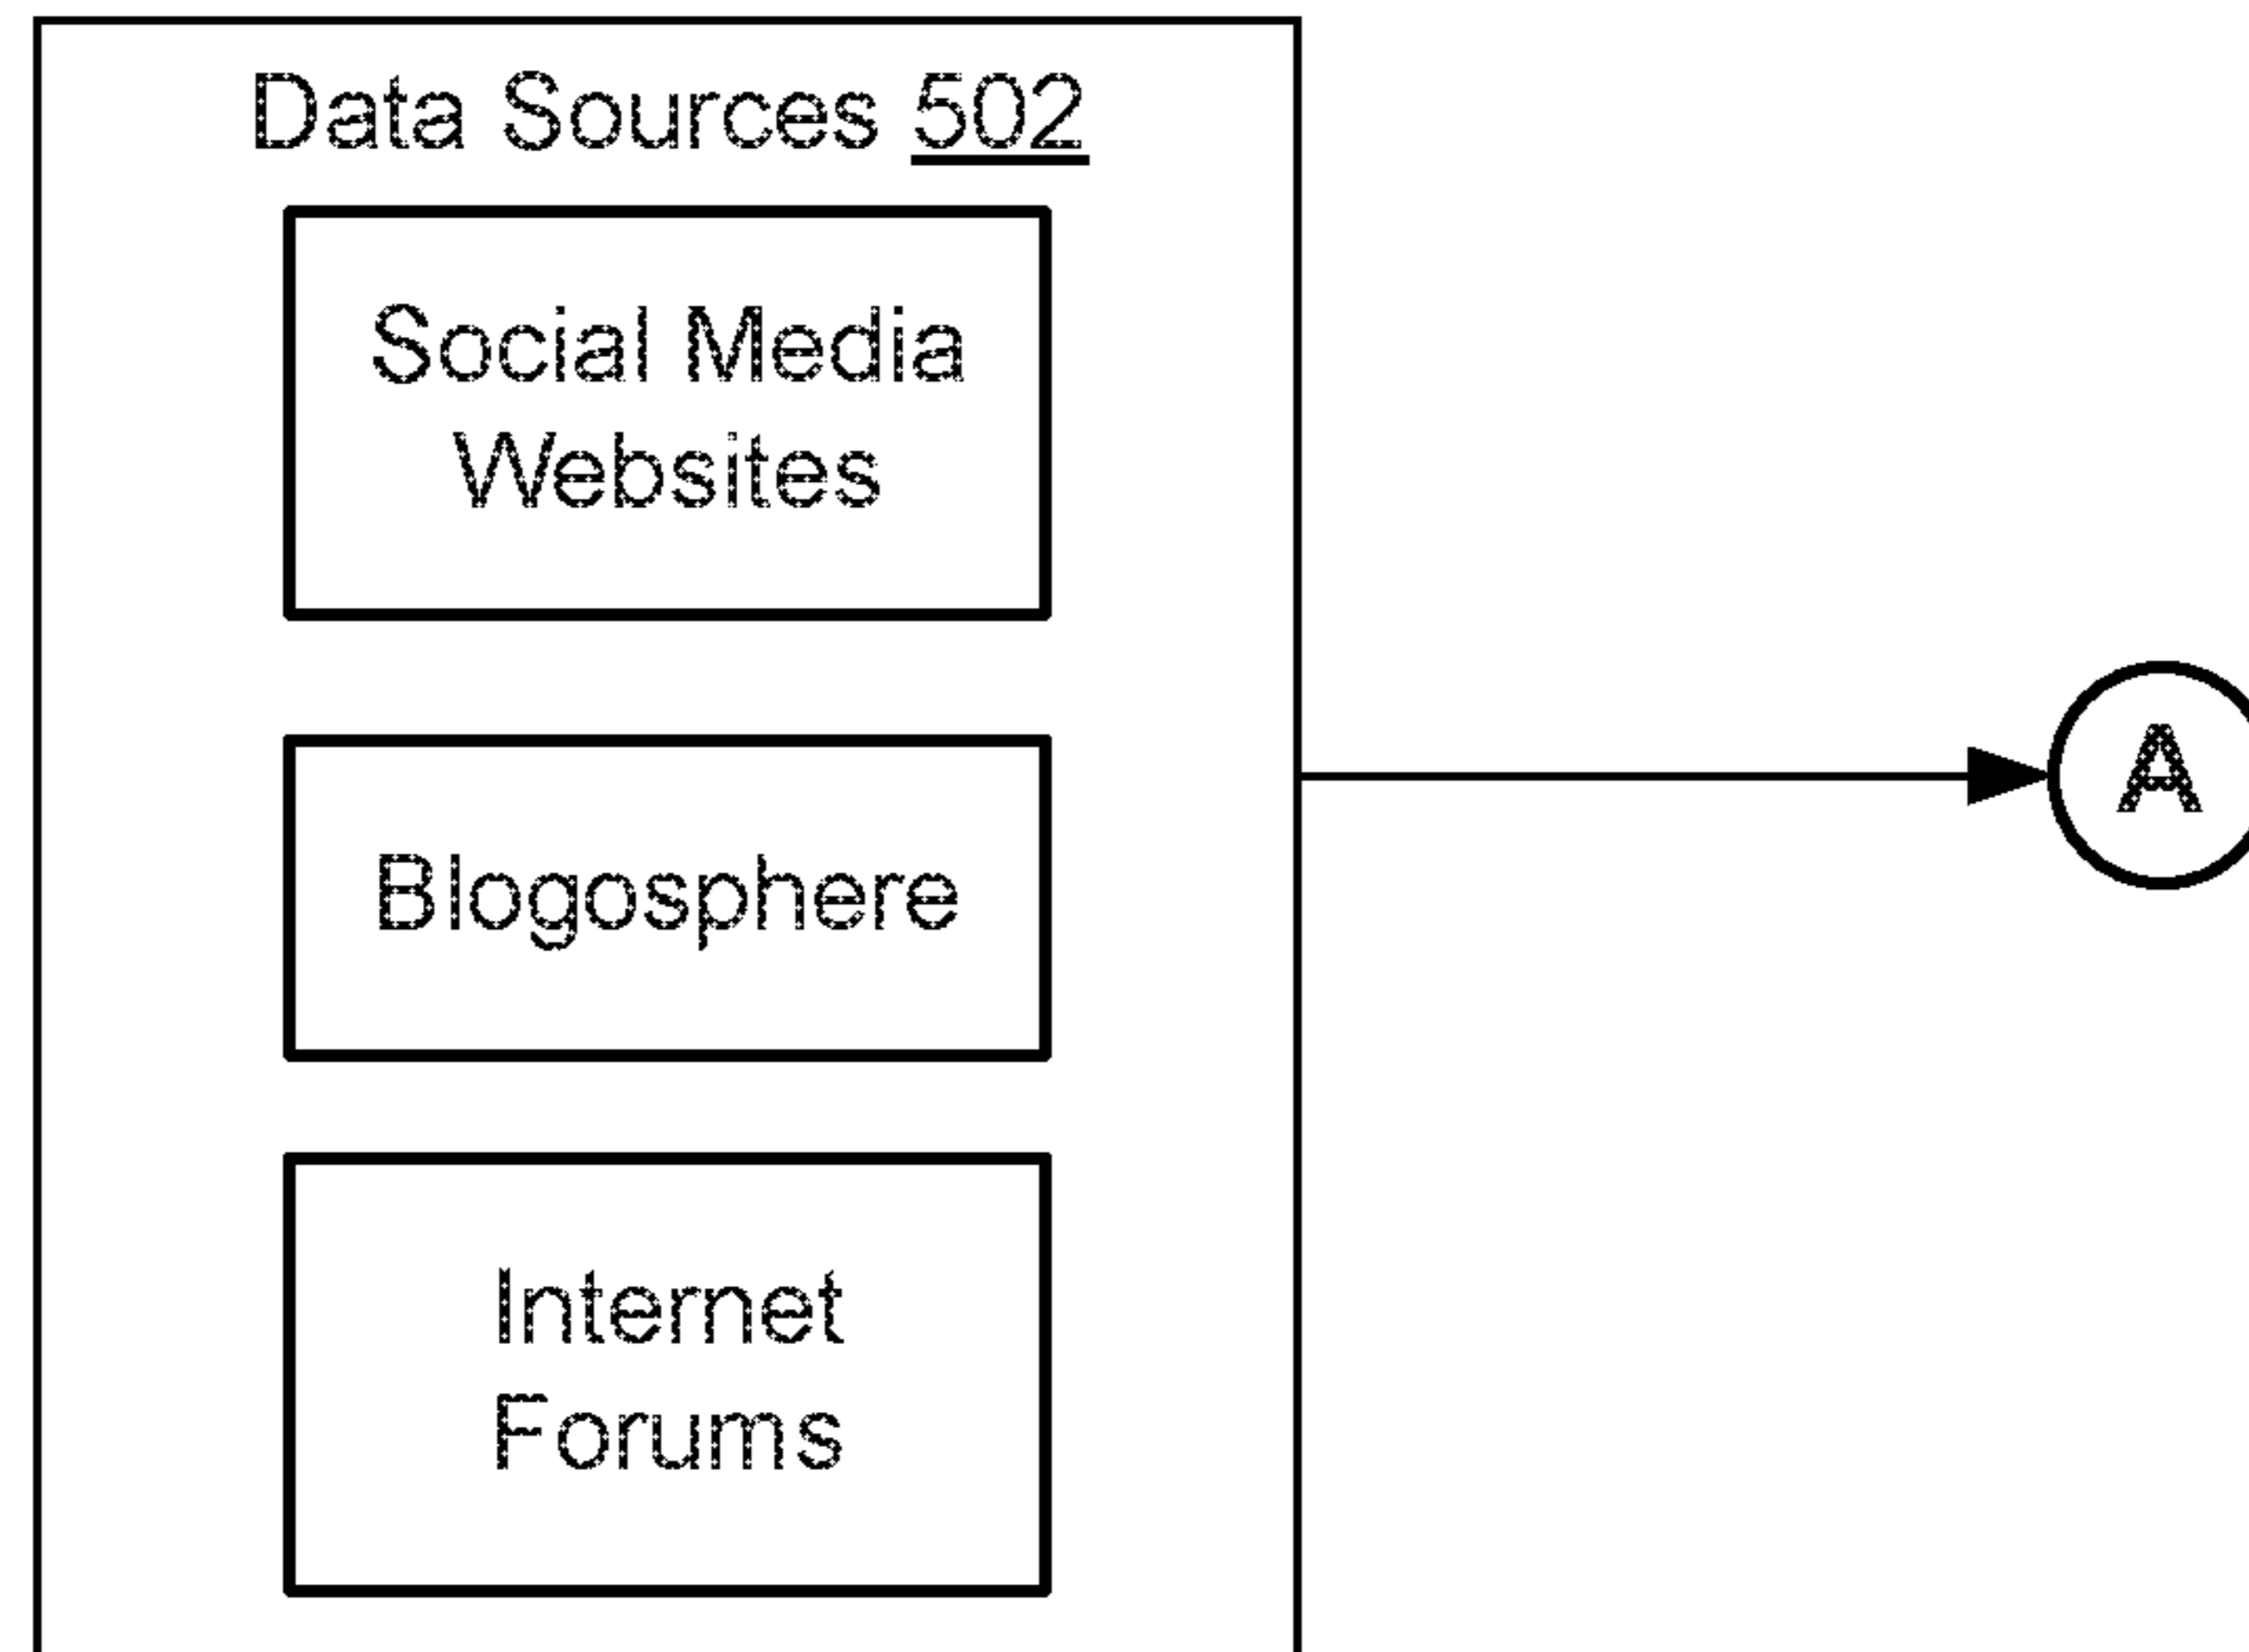 Data Sources 502
Social Media
Websites
Blogosphere
Internet
Forums
A